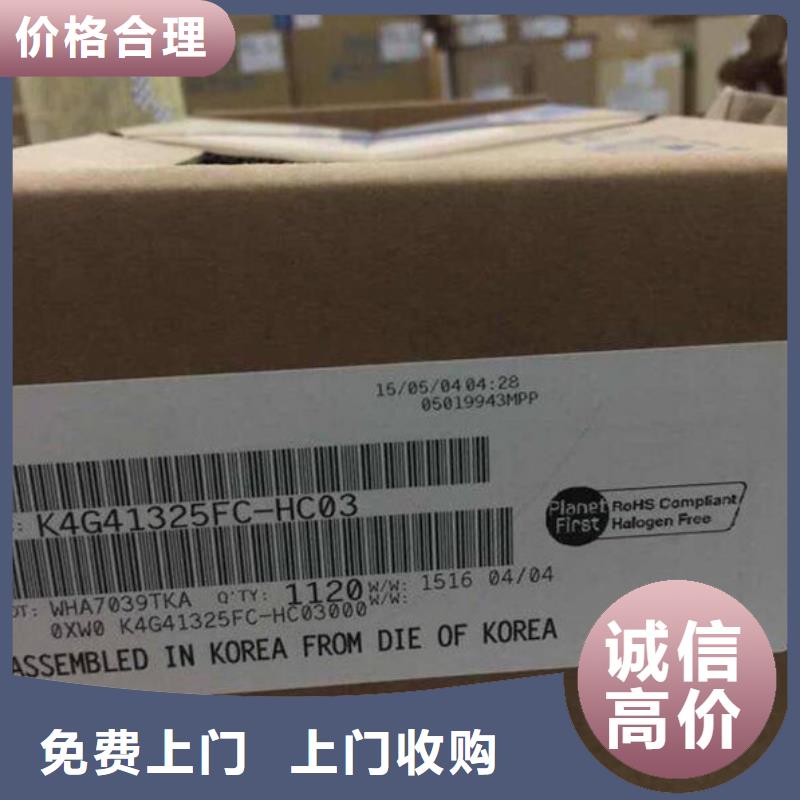 价格合理
15/05/04 04:28
05019943MPP
K4G41325FC-HC03
Planet First
RoHS Compliant
Halogen Free
OT: WHA7039TKA Q'TY: 1120 W/W: 1516 04/04
W/W:
0XW0 K4G41325FC-HC03000
ASSEMBLED IN KOREA FROM DIE OF KOREA
诚信
高价
免费上门 上门收购